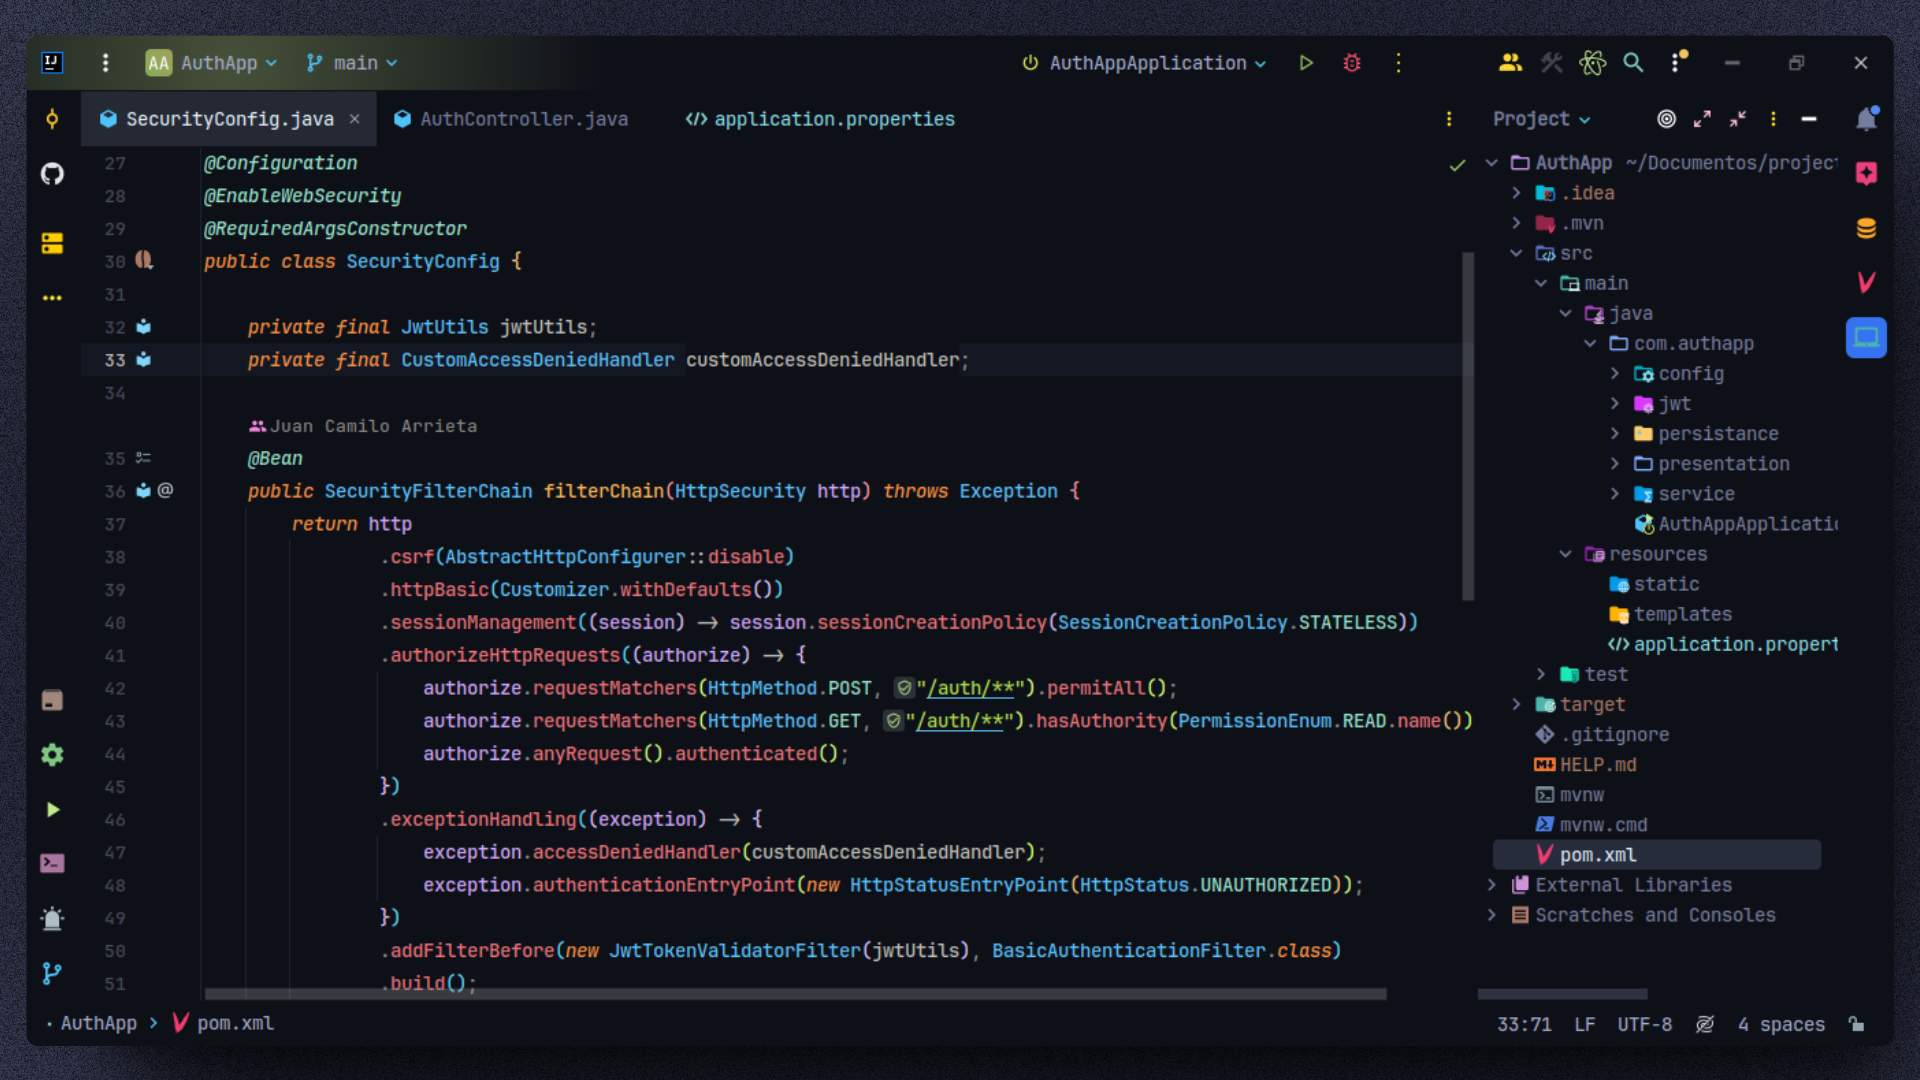 IJ
AA AuthApp
main
AuthAppApplication
SecurityConfig.java
AuthController.java
application.properties
27 @Configuration
28 @EnableWebSecurity
29 @RequiredArgsConstructor
30 public class SecurityConfig {
31
32 private final JwtUtils jwtUtils;
33 private final CustomAccessDeniedHandler customAccessDeniedHandler;
34
Juan Camilo Arrieta
35 @Bean
36 @ public SecurityFilterChain filterChain(HttpSecurity http) throws Exception {
37 return http
38 .csrf(AbstractHttpConfigurer::disable)
39 .httpBasic(Customizer.withDefaults())
40 .sessionManagement((session) -> session.sessionCreationPolicy(SessionCreationPolicy.STATELESS))
41 .authorizeHttpRequests((authorize) -> {
42 authorize.requestMatchers(HttpMethod.POST, "/auth/**").permitAll();
43 authorize.requestMatchers(HttpMethod.GET, "/auth/**").hasAuthority(PermissionEnum.READ.name())
44 authorize.anyRequest().authenticated();
45 })
46 .exceptionHandling((exception) -> {
47 exception.accessDeniedHandler(customAccessDeniedHandler);
48 exception.authenticationEntryPoint(new HttpStatusEntryPoint(HttpStatus.UNAUTHORIZED));
49 })
50 .addFilterBefore(new JwtTokenValidatorFilter(jwtUtils), BasicAuthenticationFilter.class)
51 .build();
Project
AuthApp ~/Documentos/project
.idea
.mvn
src
main
java
com.authapp
config
jwt
persistance
presentation
service
AuthAppApplicatio
resources
static
templates
</> application.propert
test
target
.gitignore
M↓ HELP.md
mvnw
mvnw.cmd
pom.xml
External Libraries
Scratches and Consoles
AuthApp > pom.xml
33:71 LF UTF-8 4 spaces